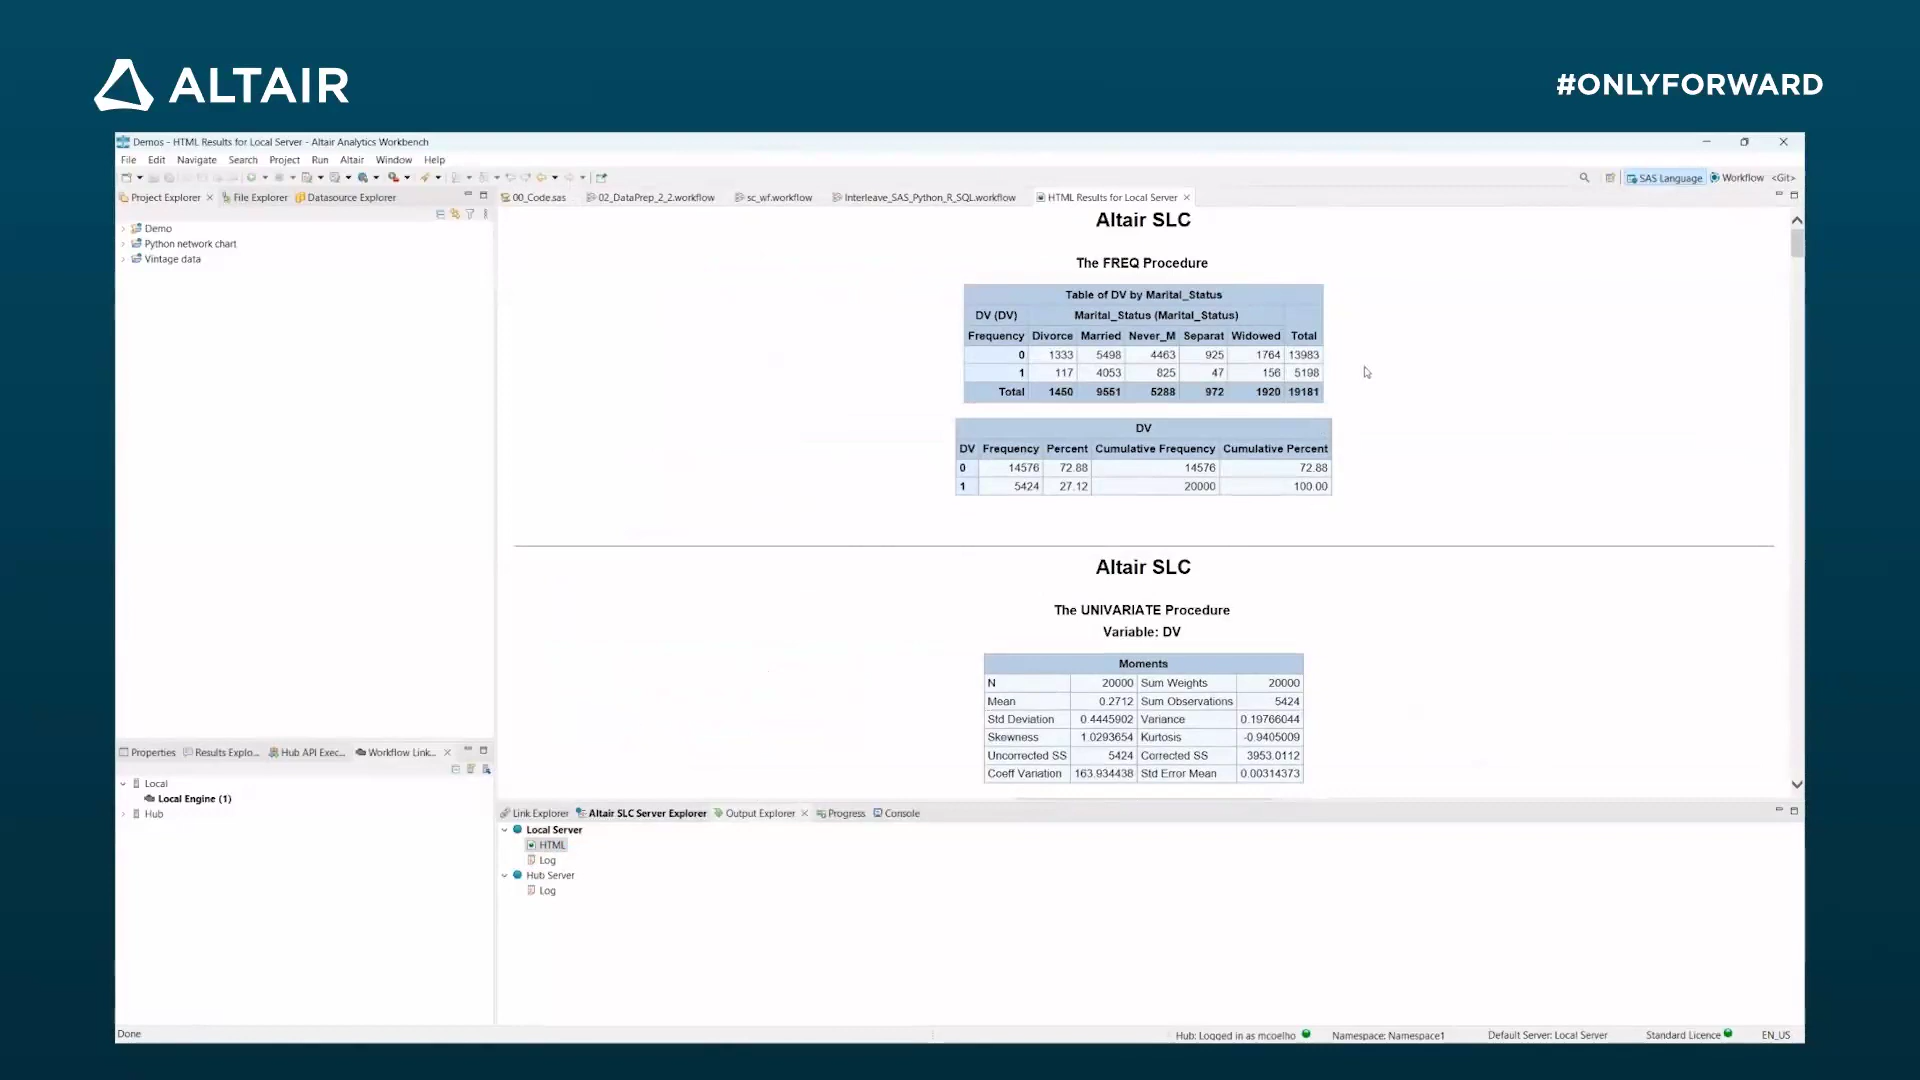 ALTAIR
#ONLYFORWARD
Demos - HTML Results for Local Server - Altair Analytics Workbench
File Edit Navigate Search Project Run Altair Window Help
SAS Language Workflow <Git>
Project Explorer File Explorer Datasource Explorer
00_Code.sas 02_DataPrep_2_2.workflow sc_wf.workflow Interleave_SAS_Python_R_SQL.workflow HTML Results for Local Server
Demo
Python network chart
Vintage data
Altair SLC
The FREQ Procedure
Table of DV by Marital_Status
DV (DV) Marital_Status (Marital_Status)
Frequency Divorce Married Never_M Separat Widowed Total
0 1333 5498 4463 925 1764 13983
1 117 4053 825 47 156 5198
Total 1450 9551 5288 972 1920 19181
DV
DV Frequency Percent Cumulative Frequency Cumulative Percent
0 14576 72.88 14576 72.88
1 5424 27.12 20000 100.00
Altair SLC
The UNIVARIATE Procedure
Variable: DV
Moments
N 20000 Sum Weights 20000
Mean 0.2712 Sum Observations 5424
Std Deviation 0.4445902 Variance 0.19766044
Skewness 1.0293654 Kurtosis -0.9405009
Uncorrected SS 5424 Corrected SS 3953.0112
Coeff Variation 163.934438 Std Error Mean 0.00314373
Properties Results Explo... Hub API Exec... Workflow Link...
Local
Local Engine (1)
Hub
Link Explorer Altair SLC Server Explorer Output Explorer Progress Console
Local Server
HTML
Log
Hub Server
Log
Done
Hub: Logged in as mcoelho Namespace: Namespace1 Default Server: Local Server Standard Licence EN_US